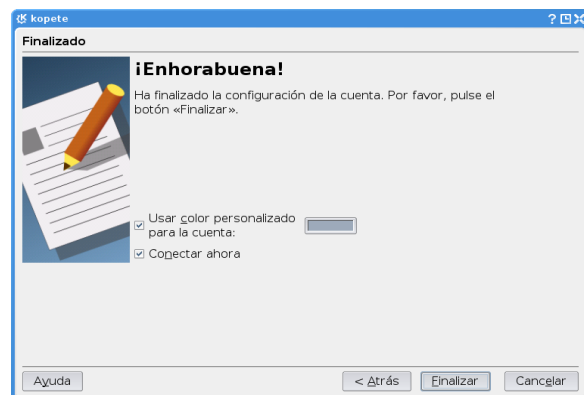 kopete
Finalizado
¡Enhorabuena!
Ha finalizado la configuración de la cuenta. Por favor, pulse el
botón «Finalizar».
Usar color personalizado
para la cuenta:
Conectar ahora
Ayuda
< Atrás
Finalizar
Cancelar